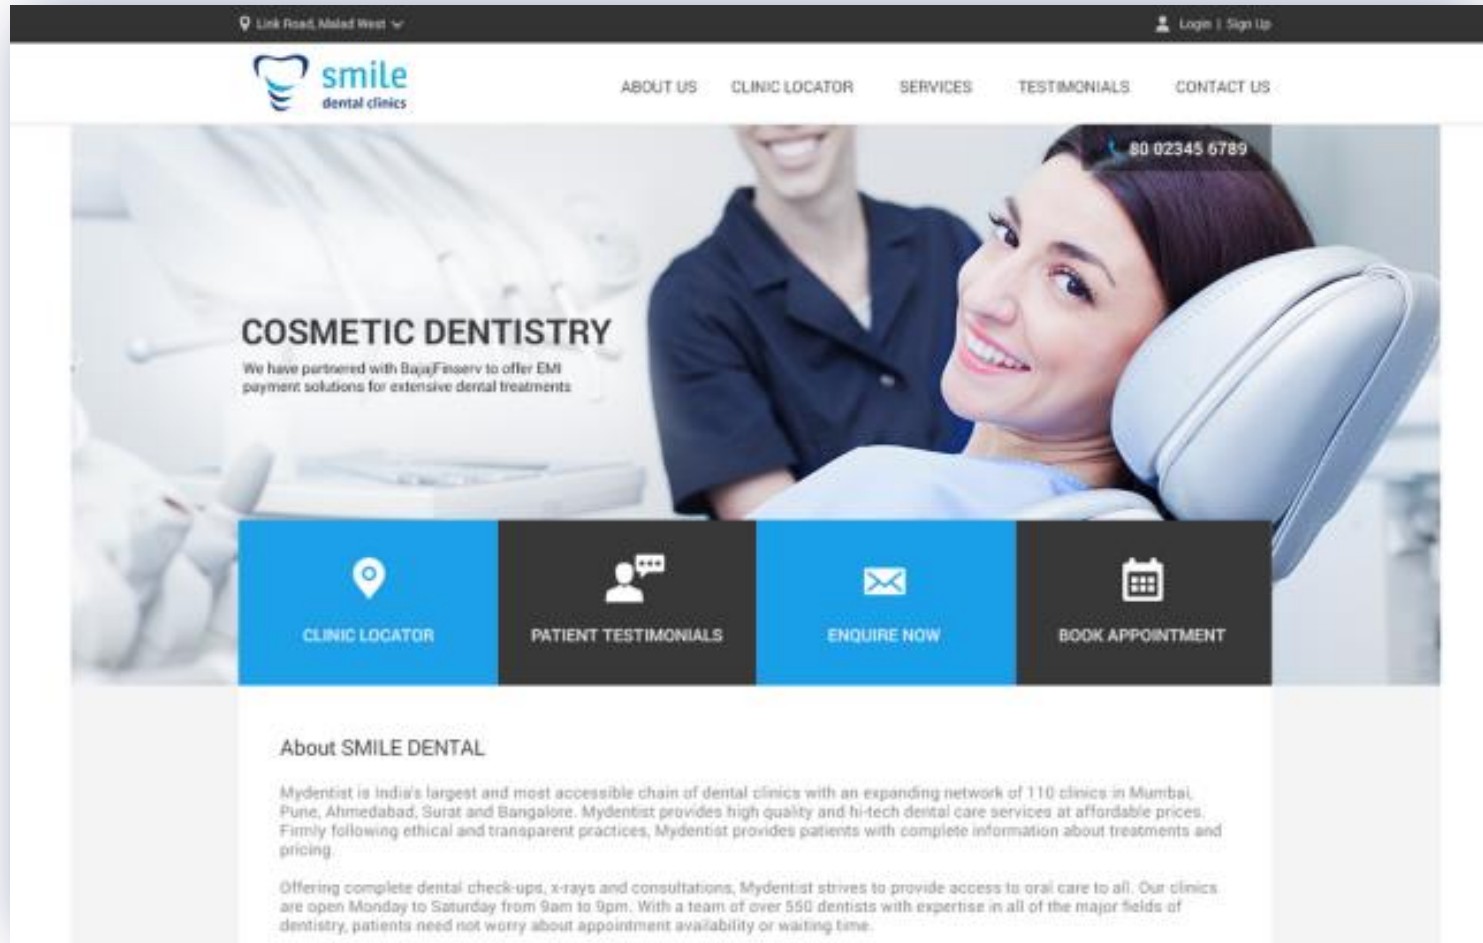 Link Road, Malad West
Login | Sign Up
smile
dental clinics
ABOUT US CLINIC LOCATOR SERVICES TESTIMONIALS CONTACT US
80 02345 6789
COSMETIC DENTISTRY
We have partnered with BajajFinserv to offer EMI
payment solutions for extensive dental treatments
CLINIC LOCATOR
PATIENT TESTIMONIALS
ENQUIRE NOW
BOOK APPOINTMENT
About SMILE DENTAL
Mydentist is India's largest and most accessible chain of dental clinics with an expanding network of 110 clinics in Mumbai,
Pune, Ahmedabad, Surat and Bangalore. Mydentist provides high quality and hi-tech dental care services at affordable prices.
Firmly following ethical and transparent practices, Mydentist provides patients with complete information about treatments and
pricing.
Offering complete dental check-ups, x-rays and consultations, Mydentist strives to provide access to oral care to all. Our clinics
are open Monday to Saturday from 9am to 9pm. With a team of over 550 dentists with expertise in all of the major fields of
dentistry, patients need not worry about appointment availability or waiting time.